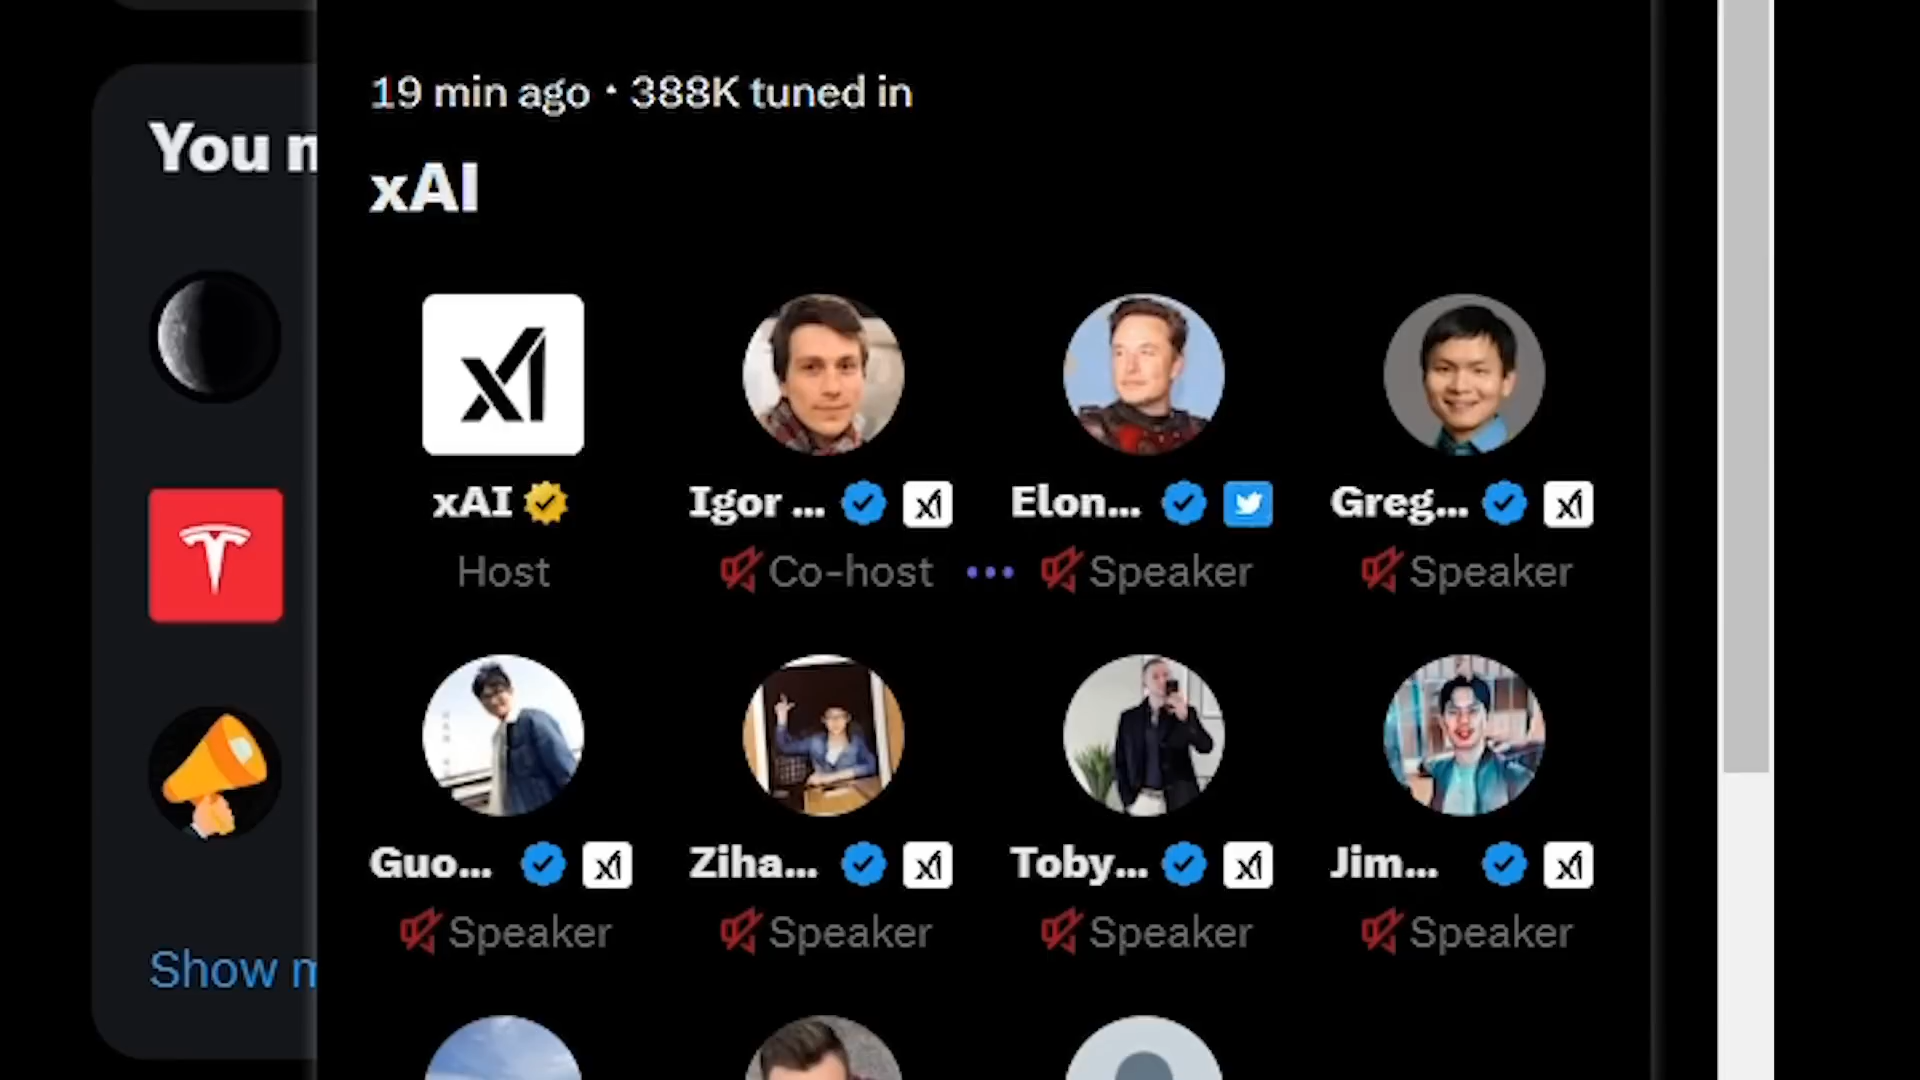 You
19 min ago · 388K tuned in
xAI
xAI
Host
Igor ...
Co-host
Elon...
Speaker
Greg...
Speaker
Guo...
Speaker
Ziha...
Speaker
Toby...
Speaker
Jim...
Speaker
Show